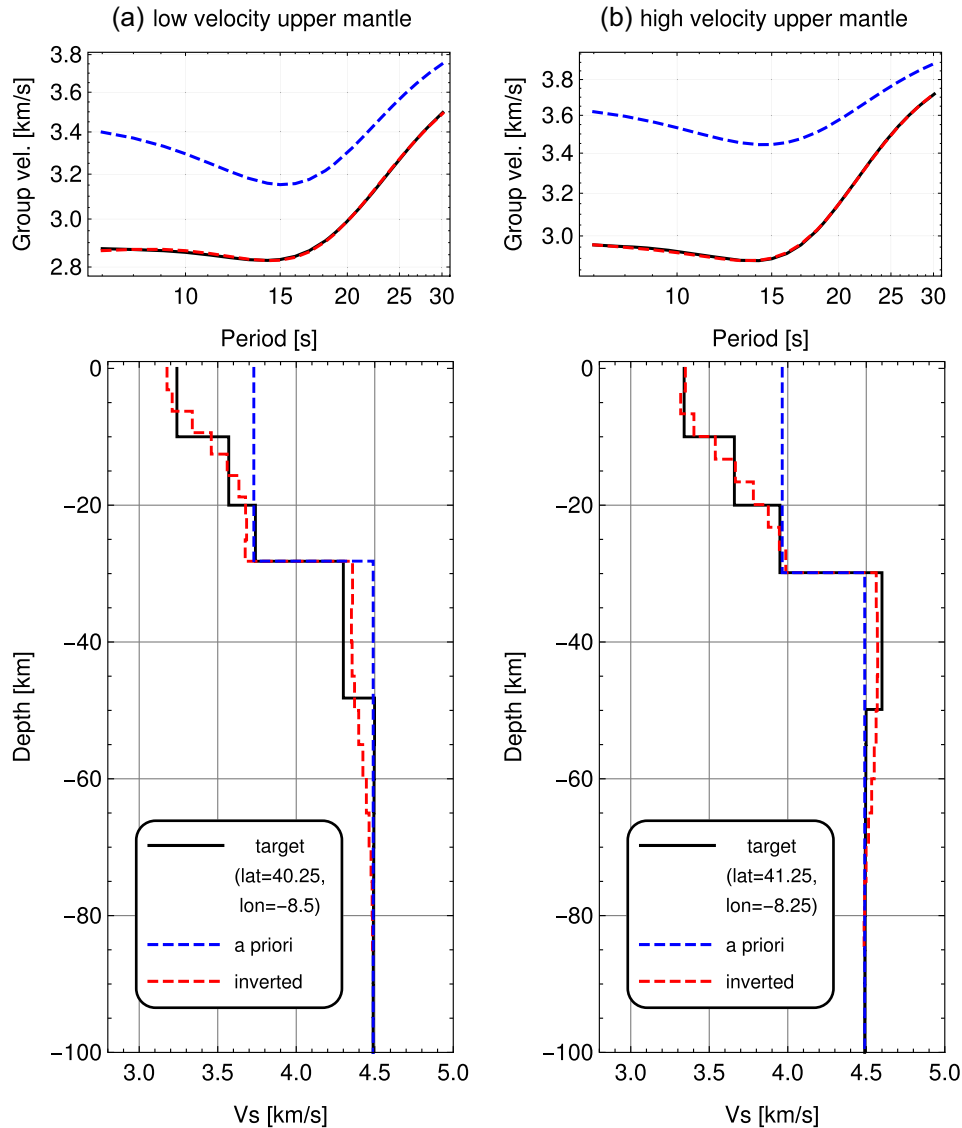 (a) low velocity upper mantle
(b) high velocity upper mantle
Group vel. [km/s]
3.8
3.6
3.4
3.2
3.0
2.8
10
15
20
25
30
Period [s]
Group vel. [km/s]
3.8
3.6
3.4
3.0
10
15
20
25
30
Period [s]
Depth [km]
0
−20
−40
−60
−80
−100
3.0
3.5
4.0
4.5
5.0
Vs [km/s]
target
(lat=40.25,
lon=−8.5)
a priori
inverted
Depth [km]
0
−20
−40
−60
−80
−100
3.0
3.5
4.0
4.5
5.0
Vs [km/s]
target
(lat=41.25,
lon=−8.25)
a priori
inverted